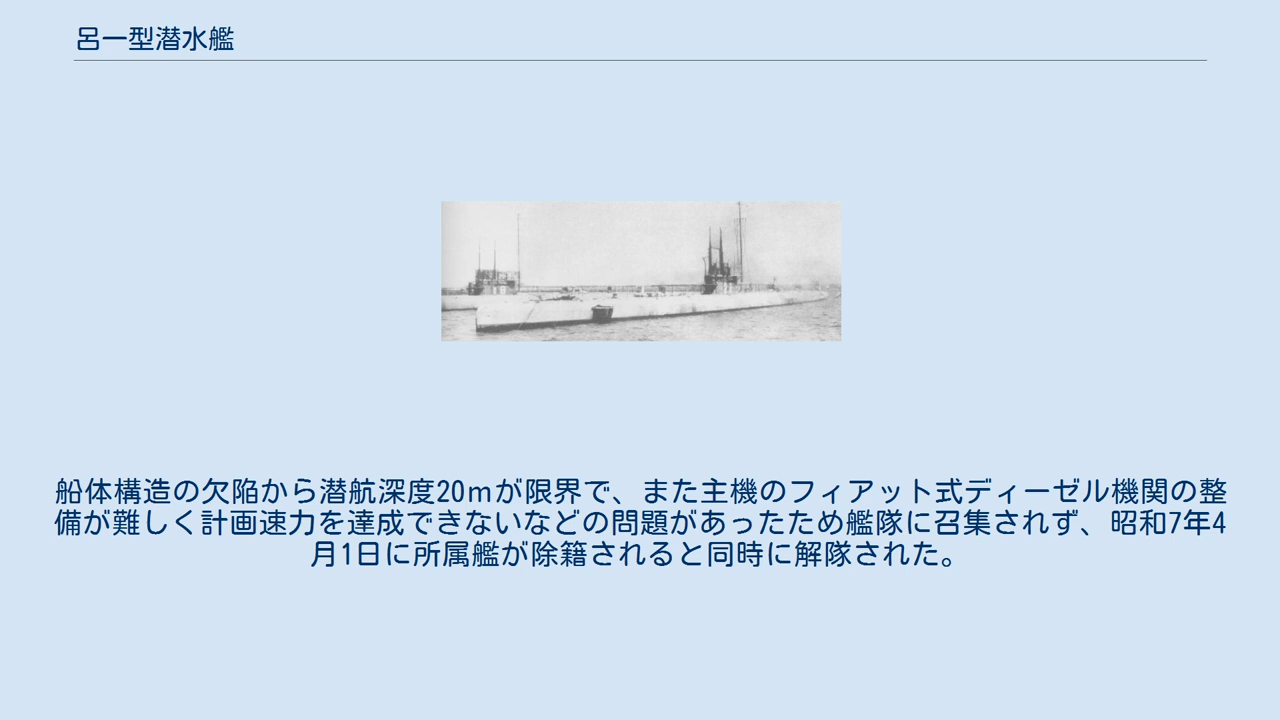 呂一型潜水艦
船体構造の欠陥から潜航深度20ｍが限界で、また主機のフィアット式ディーゼル機関の整
備が難しく計画速力を達成できないなどの問題があったため艦隊に召集されず、昭和7年4
月1日に所属艦が除籍されると同時に解隊された。